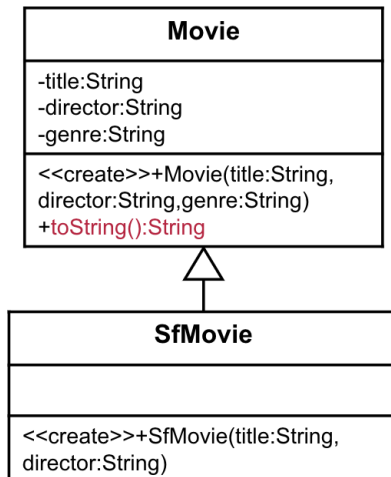 Movie
-title:String
-director:String
-genre:String
<<create>>+Movie(title:String,
director:String,genre:String)
+toString():String
SfMovie
<<create>>+SfMovie(title:String,
director:String)